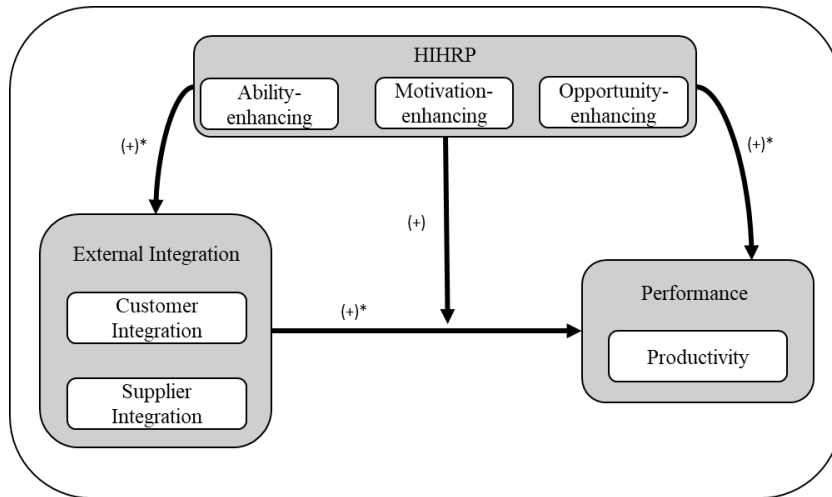 HIHRP
Ability-
enhancing
Motivation-
enhancing
Opportunity-
enhancing
(+)*
(+)*
(+)
External Integration
Customer
Integration
(+)*
Supplier
Integration
Performance
Productivity